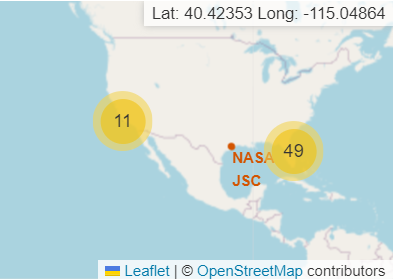 Lat: 40.42353 Long: -115.04864
11
49
NASA
JSC
Leaflet | © OpenStreetMap contributors